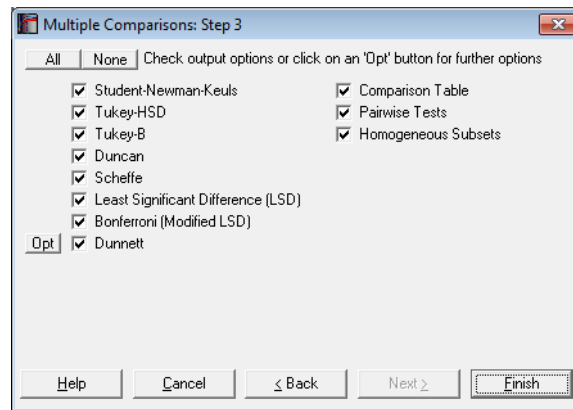 Multiple Comparisons: Step 3
All None Check output options or click on an 'Opt' button for further options
Student-Newman-Keuls
Tukey-HSD
Tukey-B
Duncan
Scheffe
Least Significant Difference (LSD)
Bonferroni (Modified LSD)
Opt Dunnett
Comparison Table
Pairwise Tests
Homogeneous Subsets
Help Cancel < Back Next > Finish